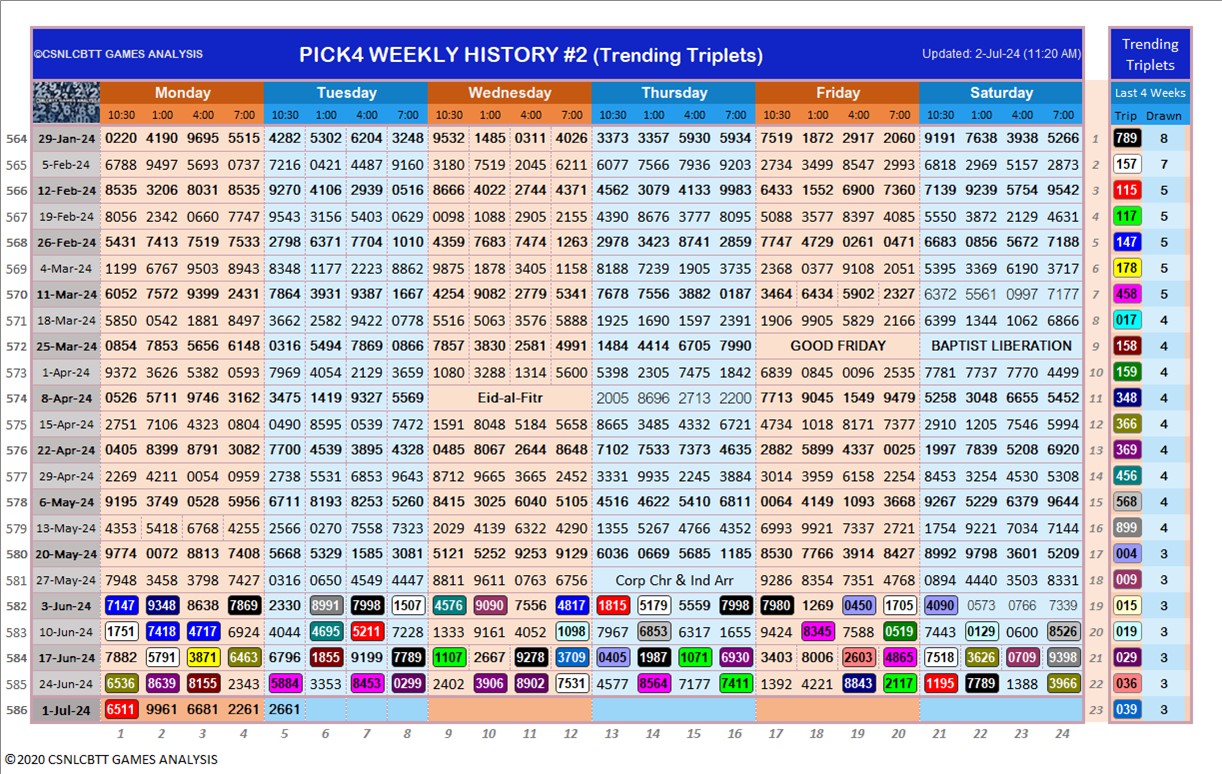 ©CSNLCBTT GAMES ANALYSIS PICK4 WEEKLY HISTORY #2 (Trending Triplets) Updated: 2-Jul-24 (11:20 AM) Trending Triplets
Monday Tuesday Wednesday Thursday Friday Saturday Last 4 Weeks
10:30 1:00 4:00 7:00 10:30 1:00 4:00 7:00 10:30 1:00 4:00 7:00 10:30 1:00 4:00 7:00 10:30 1:00 4:00 7:00 10:30 1:00 4:00 7:00 Trip Drawn
564 29-Jan-24 0220 4190 9695 5515 4282 5302 6204 3248 9532 1485 0311 4026 3373 3357 5930 5934 7519 1872 2917 2060 9191 7638 3938 5266 1 789 8
565 5-Feb-24 6788 9497 5693 0737 7216 0421 4487 9160 3180 7519 2045 6211 6077 7566 7936 9203 2734 3499 8547 2993 6818 2969 5157 2873 2 157 7
566 12-Feb-24 8535 3206 8031 8535 9270 4106 2939 0516 8666 4022 2744 4371 4562 3079 4133 9983 6433 1552 6900 7360 7139 9239 5754 9542 3 115 5
567 19-Feb-24 8056 2342 0660 7747 9543 3156 5403 0629 0098 1088 2905 2155 4390 8676 3777 8095 5088 3577 8397 4085 5550 3872 2129 4631 4 117 5
568 26-Feb-24 5431 7413 7519 7533 2798 6371 7704 1010 4359 7683 7474 1263 2978 3423 8741 2859 7747 4729 0261 0471 6683 0856 5672 7188 5 147 5
569 4-Mar-24 1199 6767 9503 8943 8348 1177 2223 8862 9875 1878 3405 1158 8188 7239 1905 3735 2368 0377 9108 2051 5395 3369 6190 3717 6 178 5
570 11-Mar-24 6052 7572 9399 2431 7864 3931 9387 1667 4254 9082 2779 5341 7678 7556 3882 0187 3464 6434 5902 2327 6372 5561 0997 7177 7 458 5
571 18-Mar-24 5850 0542 1881 8497 3662 2582 9422 0778 5516 5063 3576 5888 1925 1690 1597 2391 1906 9905 5829 2166 6399 1344 1062 6866 8 017 4
572 25-Mar-24 0854 7853 5656 6148 0316 5494 7869 0866 7857 3830 2581 4991 1484 4414 6705 7990 GOOD FRIDAY BAPTIST LIBERATION 9 158 4
573 1-Apr-24 9372 3626 5382 0593 7969 4054 2129 3659 1080 3288 1314 5600 5398 2305 7475 1842 6839 0845 0096 2535 7781 7737 7770 4499 10 159 4
574 8-Apr-24 0526 5711 9746 3162 3475 1419 9327 5569 Eid-al-Fitr 2005 8696 2713 2200 7713 9045 1549 9479 5258 3048 6655 5452 11 348 4
575 15-Apr-24 2751 7106 4323 0804 0490 8595 0539 7472 1591 8048 5184 5658 8665 3485 4332 6721 4734 1018 8171 7377 2910 1205 7546 5994 12 366 4
576 22-Apr-24 0405 8399 8791 3082 7700 4539 3895 4328 0485 8067 2644 8648 7102 7533 7373 4635 2882 5899 4337 0025 1997 7839 5208 6920 13 369 4
577 29-Apr-24 2269 4211 0054 0959 2738 5531 6853 9643 9712 9665 3665 2452 3331 9935 2245 3884 3014 3959 6158 2254 8453 3254 4530 5308 14 456 4
578 6-May-24 9195 3749 0528 5956 6711 8193 8253 5260 9415 3025 6040 5105 4516 4622 5410 6811 0064 4149 1093 3668 9267 5229 6379 9644 15 568 4
579 13-May-24 4353 5418 6768 4255 2566 0270 7558 7323 2029 4139 6322 4290 1355 5267 4766 4352 6993 9921 7337 2721 1754 9221 7034 7144 16 899 4
580 20-May-24 9774 0072 8813 7408 5668 5329 1585 3081 5121 5252 9253 9129 6036 0669 5685 1185 8530 7766 3914 8427 8992 9798 3601 5209 17 004 3
581 27-May-24 7948 3458 3798 7427 0316 0650 4549 4447 8811 9611 0763 6756 Corp Chr & Ind Arr 9286 8354 7351 4768 0894 4440 3503 8331 18 009 3
582 3-Jun-24 7147 9348 8638 7869 2330 8991 7998 1507 4576 9090 7556 4817 1815 5179 5559 7998 7980 1269 0450 1705 4090 0573 0766 7339 19 015 3
583 10-Jun-24 1751 7418 4717 6924 4044 4695 5211 7228 1333 9161 4052 1098 7967 6853 6317 1655 9424 8345 7588 0519 7443 0129 0600 8526 20 019 3
584 17-Jun-24 7882 5791 3871 6463 6796 1855 9199 7789 1107 2667 9278 3709 0405 1987 1071 6930 3403 8006 2603 4865 7518 3626 0709 9398 21 029 3
585 24-Jun-24 6536 8639 8155 2343 5884 3353 8453 0299 2402 3906 8902 7531 4577 8564 7177 7411 1392 4221 8843 2117 1195 7789 1388 3966 22 036 3
586 1-Jul-24 6511 9961 6681 2261 2661 23 039 3
1 2 3 4 5 6 7 8 9 10 11 12 13 14 15 16 17 18 19 20 21 22 23 24
©2020 CSNLCBTT GAMES ANALYSIS